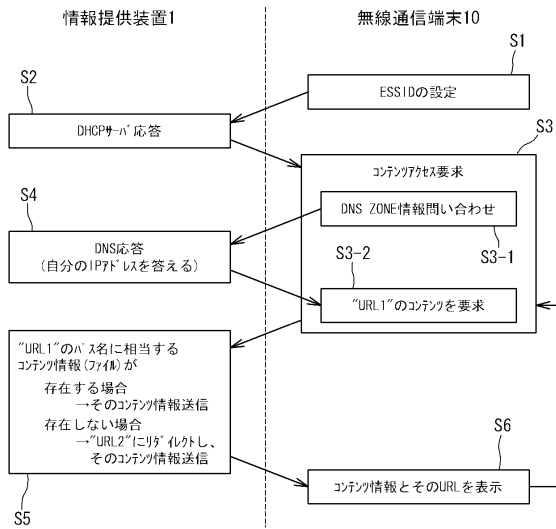 情報提供装置1
無線通信端末10
S1
ESSIDの設定
S2
DHCPｻｰﾊﾞ応答
S3
ｺﾝﾃﾝﾂｱｸｾｽ要求
DNS ZONE情報問い合わせ
S3-1
S4
DNS応答
(自分のIPｱﾄﾞﾚｽを答える)
S3-2
"URL1"のｺﾝﾃﾝﾂを要求
"URL1"のﾊﾟｽ名に相当する
ｺﾝﾃﾝﾂ情報(ﾌｧｲﾙ)が
存在する場合
→そのｺﾝﾃﾝﾂ情報送信
存在しない場合
→"URL2"にﾘﾀﾞｲﾚｸﾄし、
そのｺﾝﾃﾝﾂ情報送信
S5
S6
ｺﾝﾃﾝﾂ情報とそのURLを表示